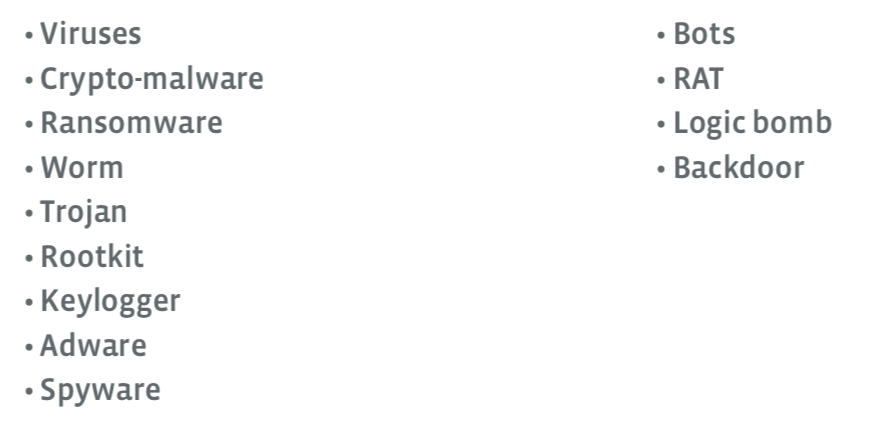 • Viruses
• Crypto-malware
• Ransomware
• Worm
• Trojan
• Rootkit
• Keylogger
• Adware
• Spyware
• Bots
• RAT
• Logic bomb
• Backdoor